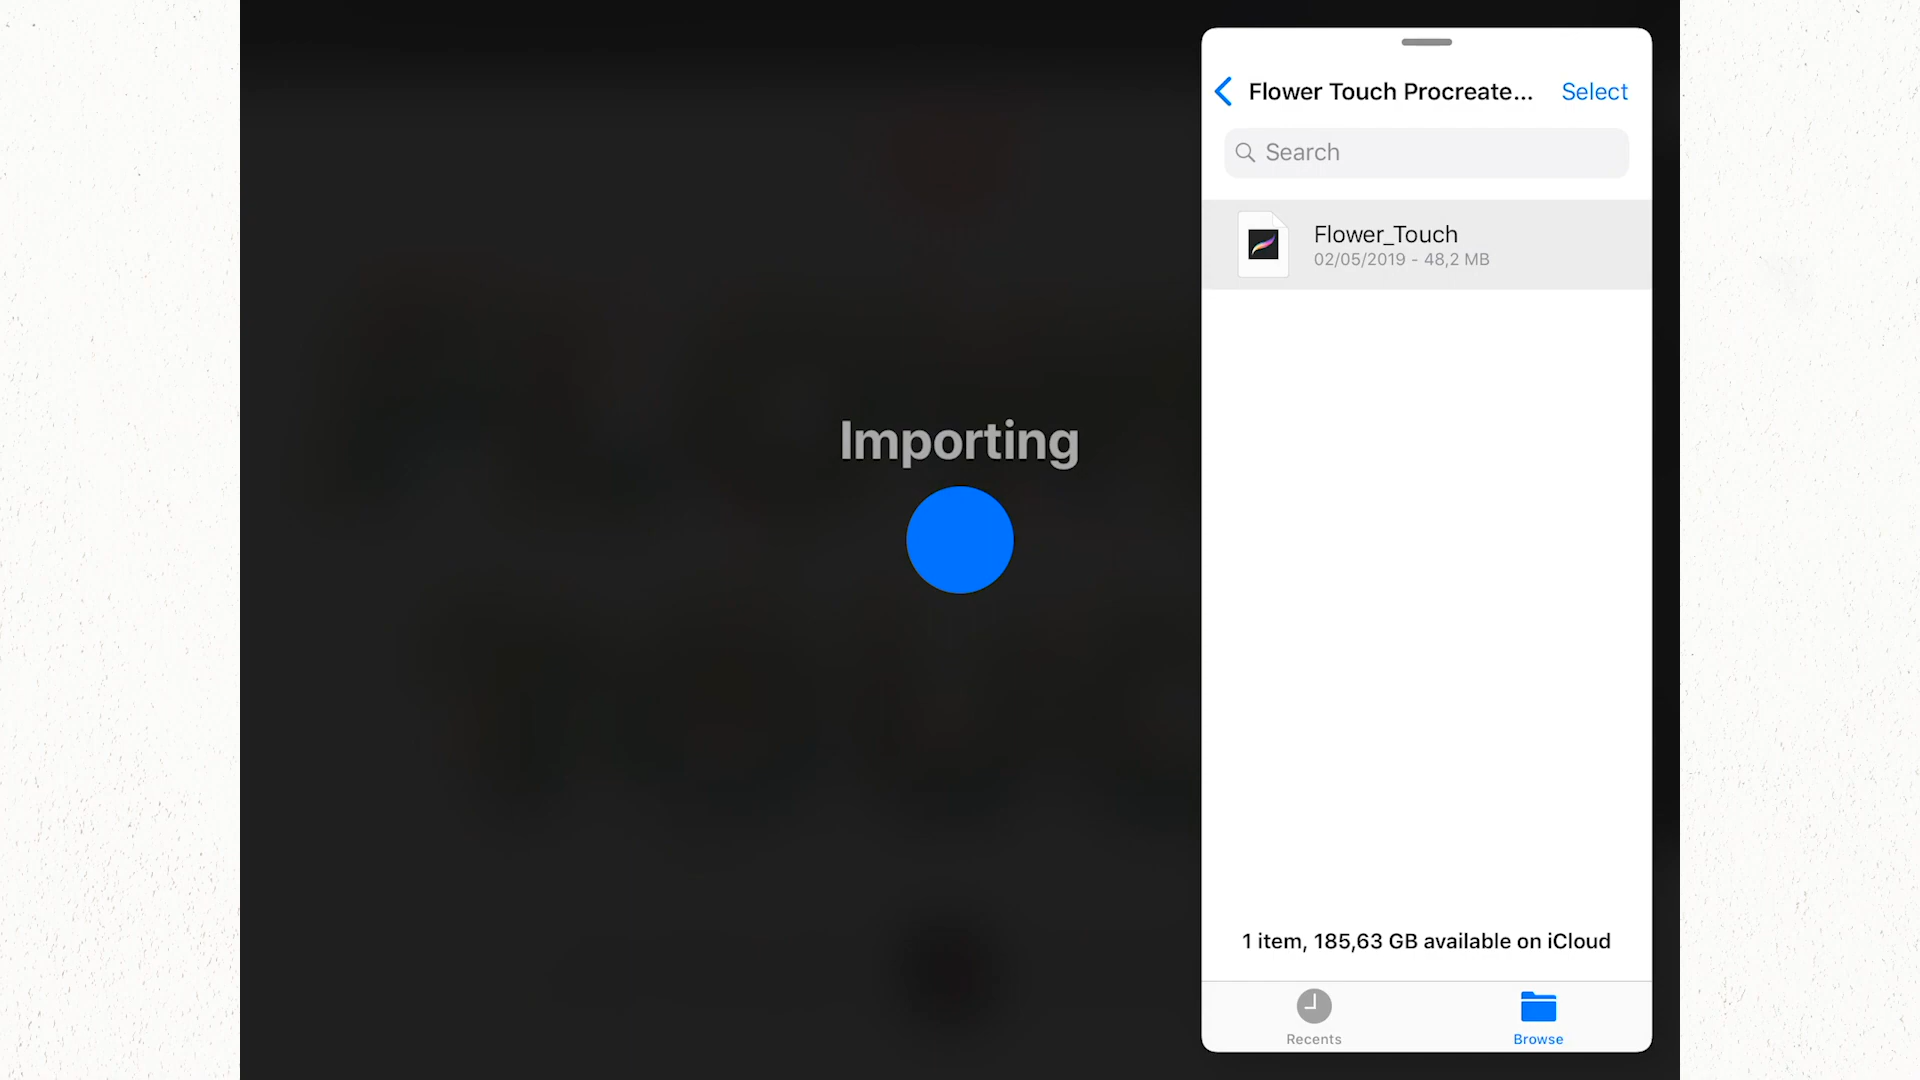 Importing
Flower Touch Procreate...
Select
Search
Flower_Touch
02/05/2019 - 48,2 MB
1 item, 185,63 GB available on iCloud
Recents
Browse